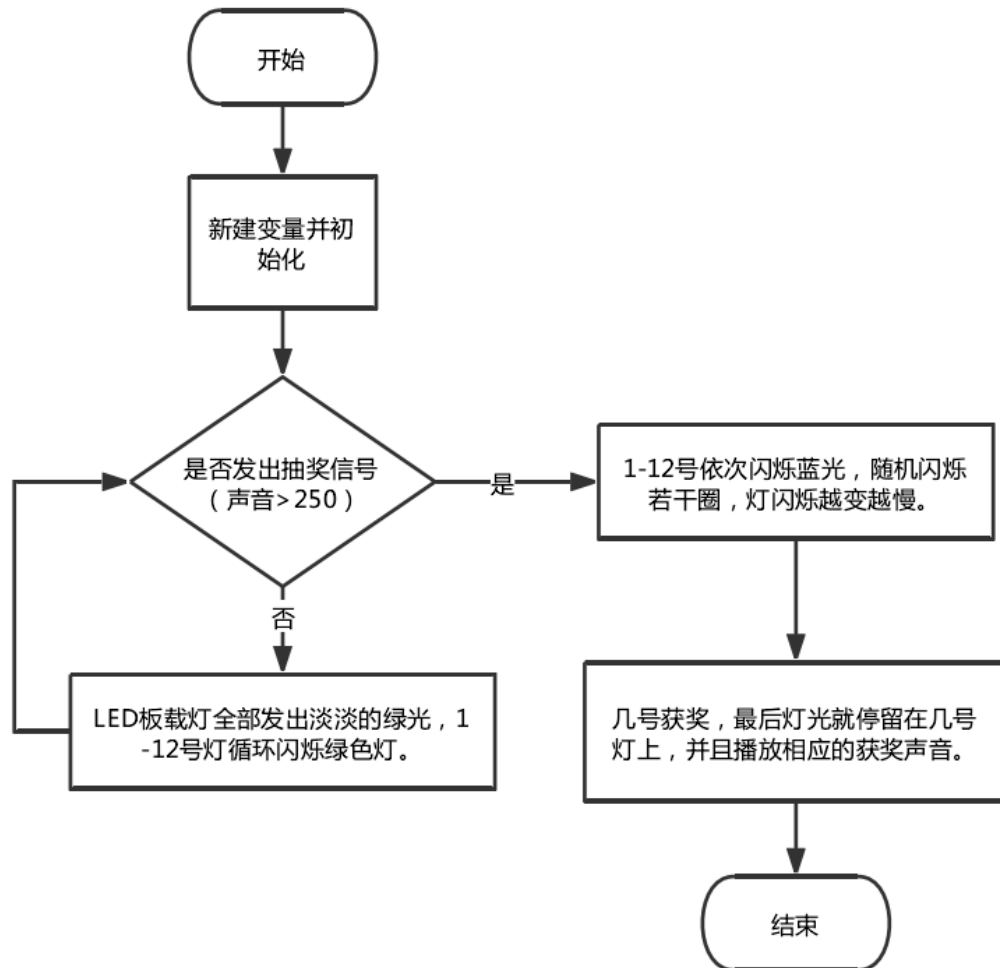 开始
新建变量并初
始化
是否发出抽奖信号
（声音>250）
是
1-12号依次闪烁蓝光，随机闪烁
若干圈，灯闪烁越变越慢。
否
LED板载灯全部发出淡淡的绿光，1
-12号灯循环闪烁绿色灯。
几号获奖，最后灯光就停留在几号
灯上，并且播放相应的获奖声音。
结束